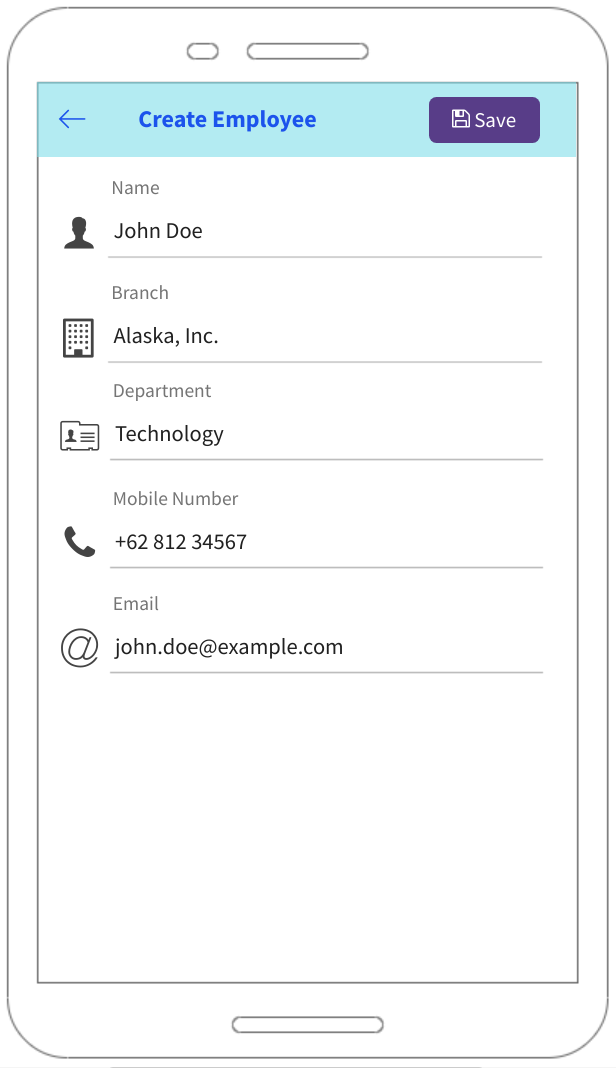 Create Employee
Save
Name
John Doe
Branch
Alaska, Inc.
Department
Technology
Mobile Number
+62 812 34567
Email
@ john.doe@example.com